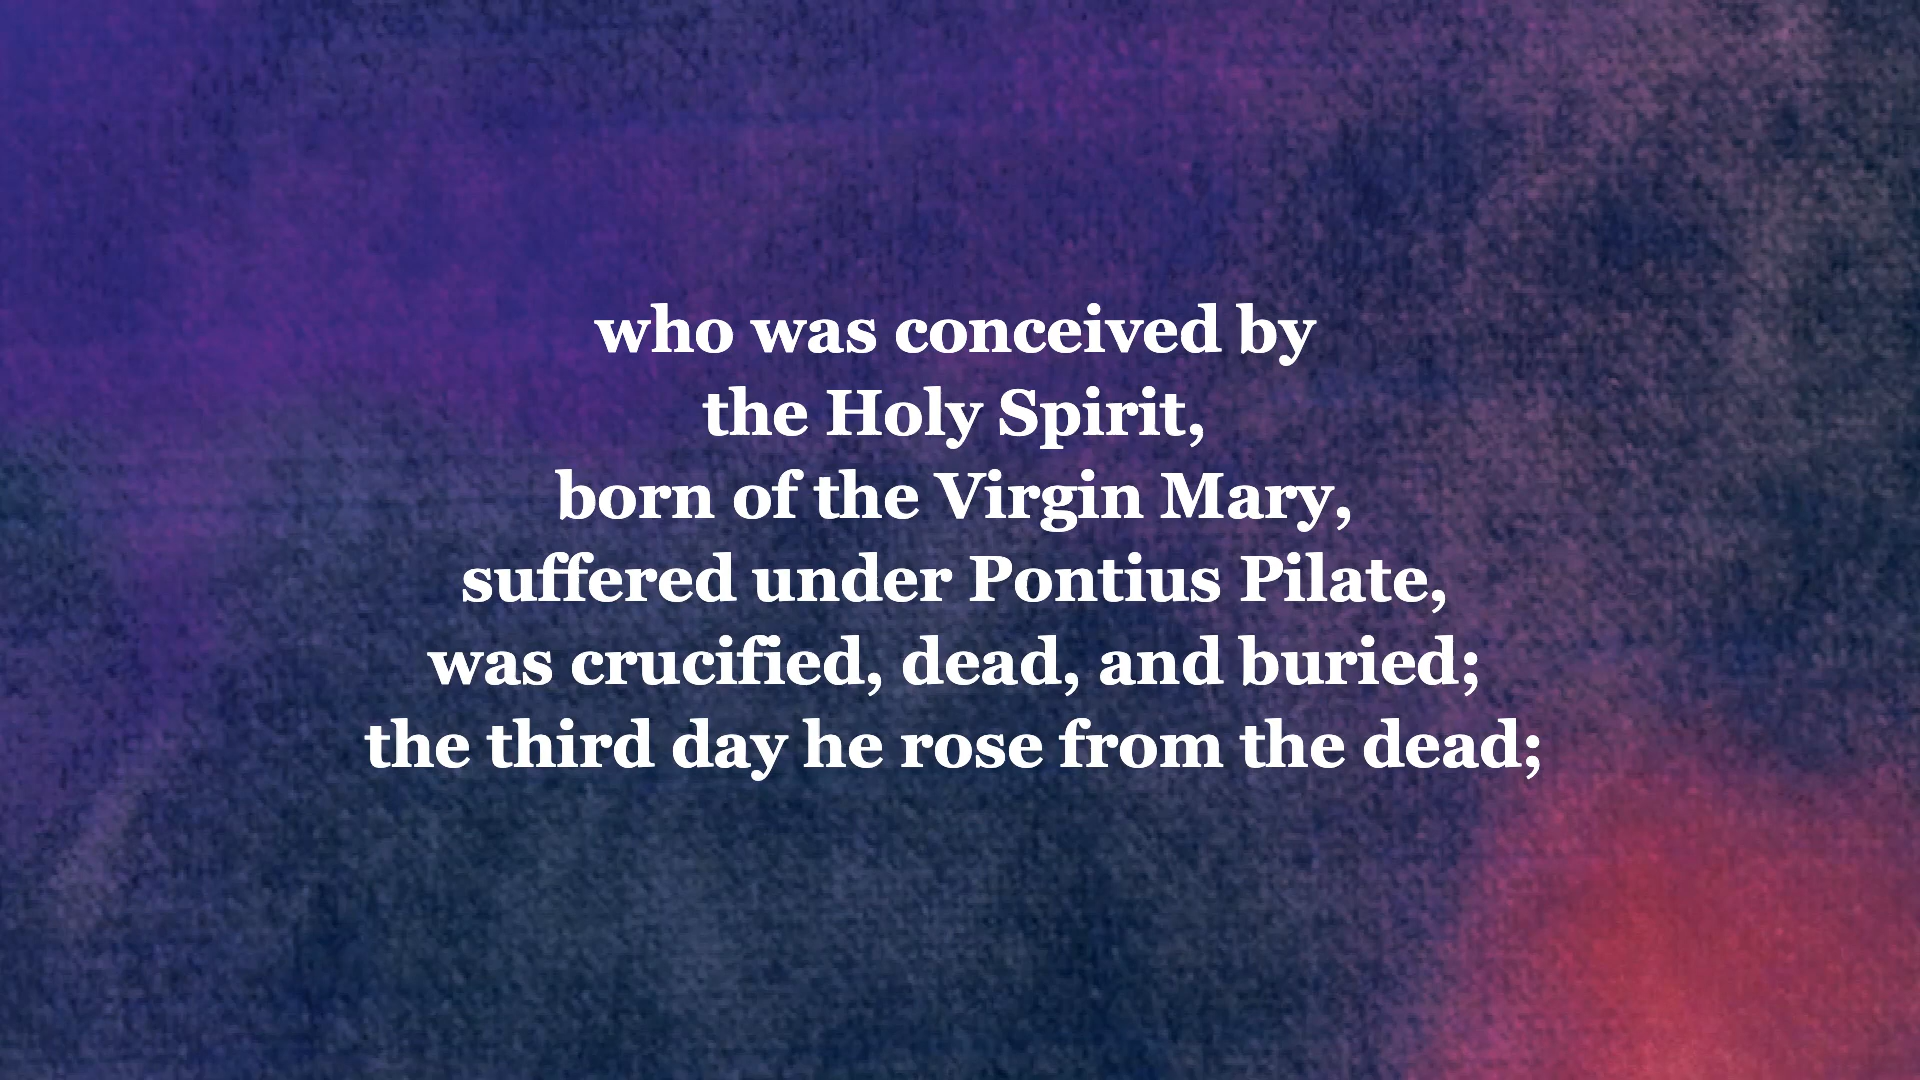 who was conceived by
the Holy Spirit,
born of the Virgin Mary,
suffered under Pontius Pilate,
was crucified, dead, and buried;
the third day he rose from the dead;